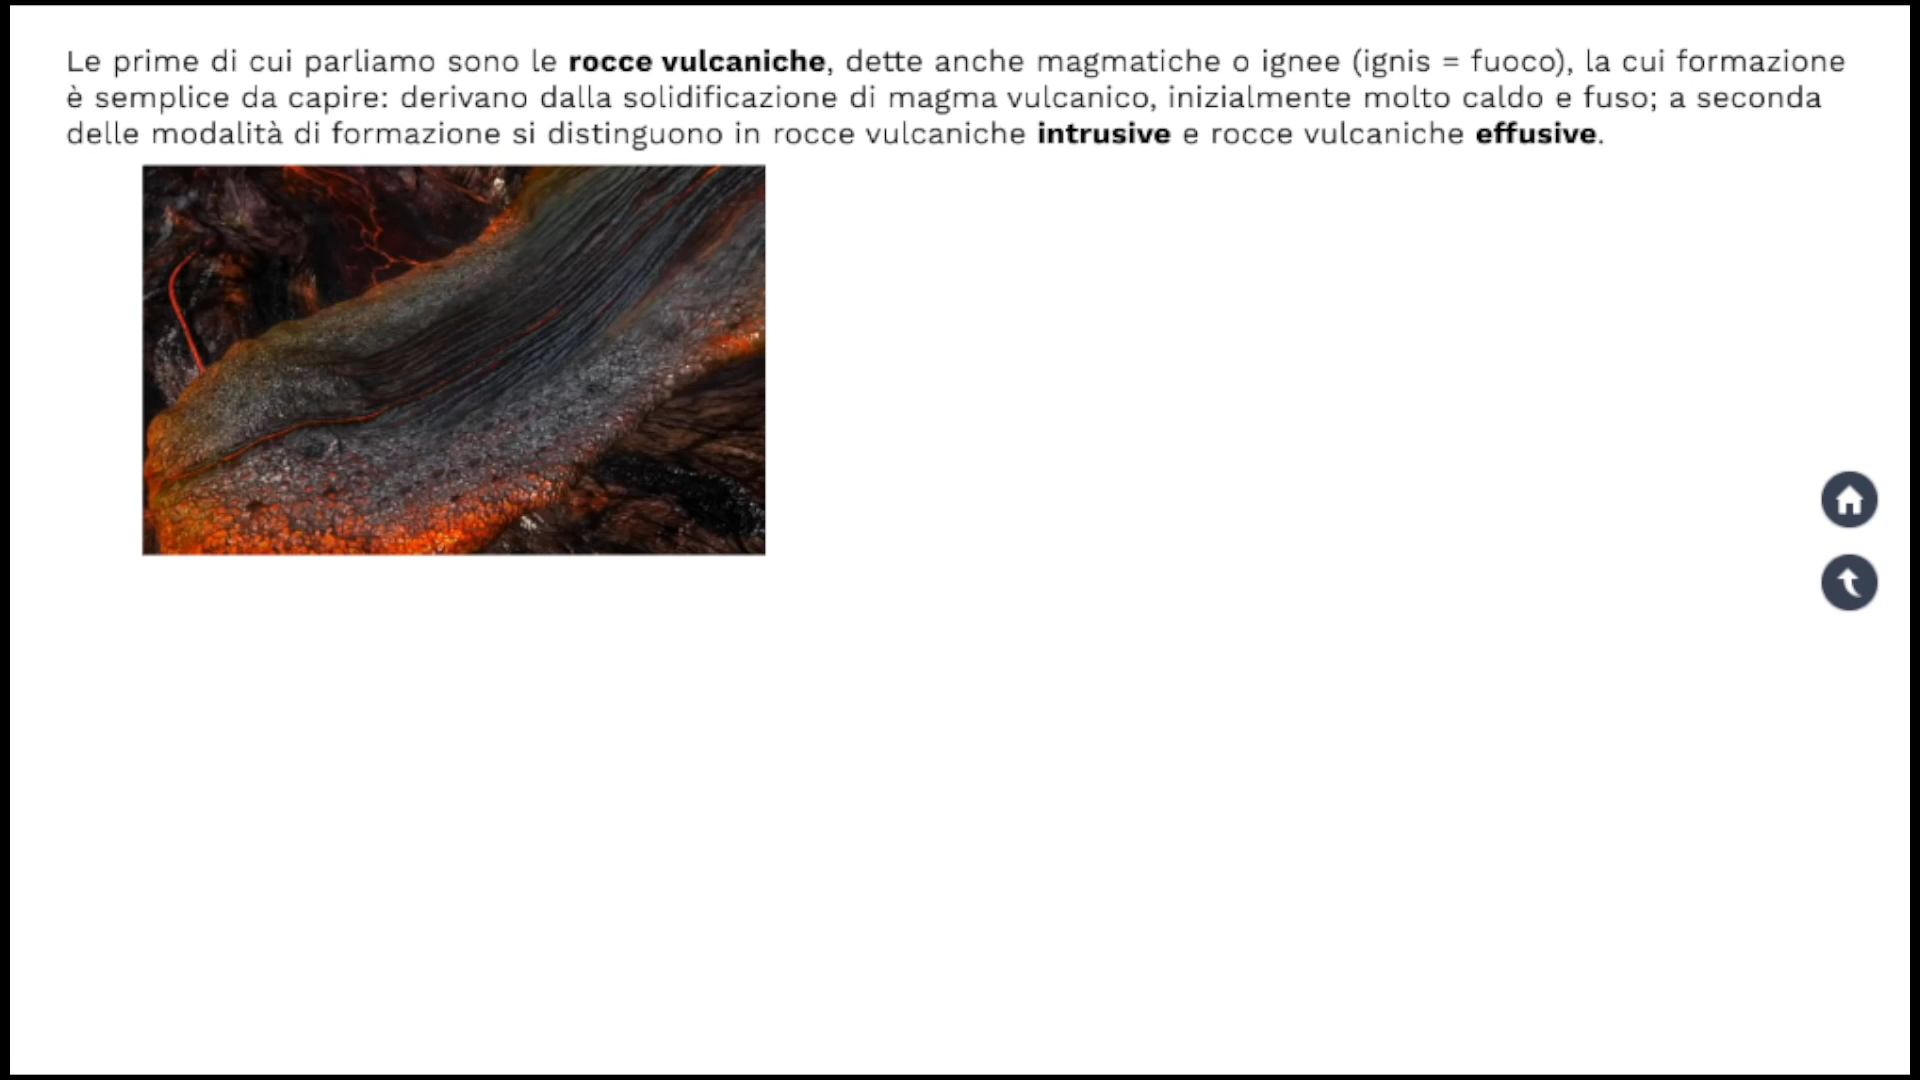 Le prime di cui parliamo sono le rocce vulcaniche, dette anche magmatiche o ignee (ignis = fuoco), la cui formazione
è semplice da capire: derivano dalla solidificazione di magma vulcanico, inizialmente molto caldo e fuso; a seconda
delle modalità di formazione si distinguono in rocce vulcaniche intrusive e rocce vulcaniche effusive.